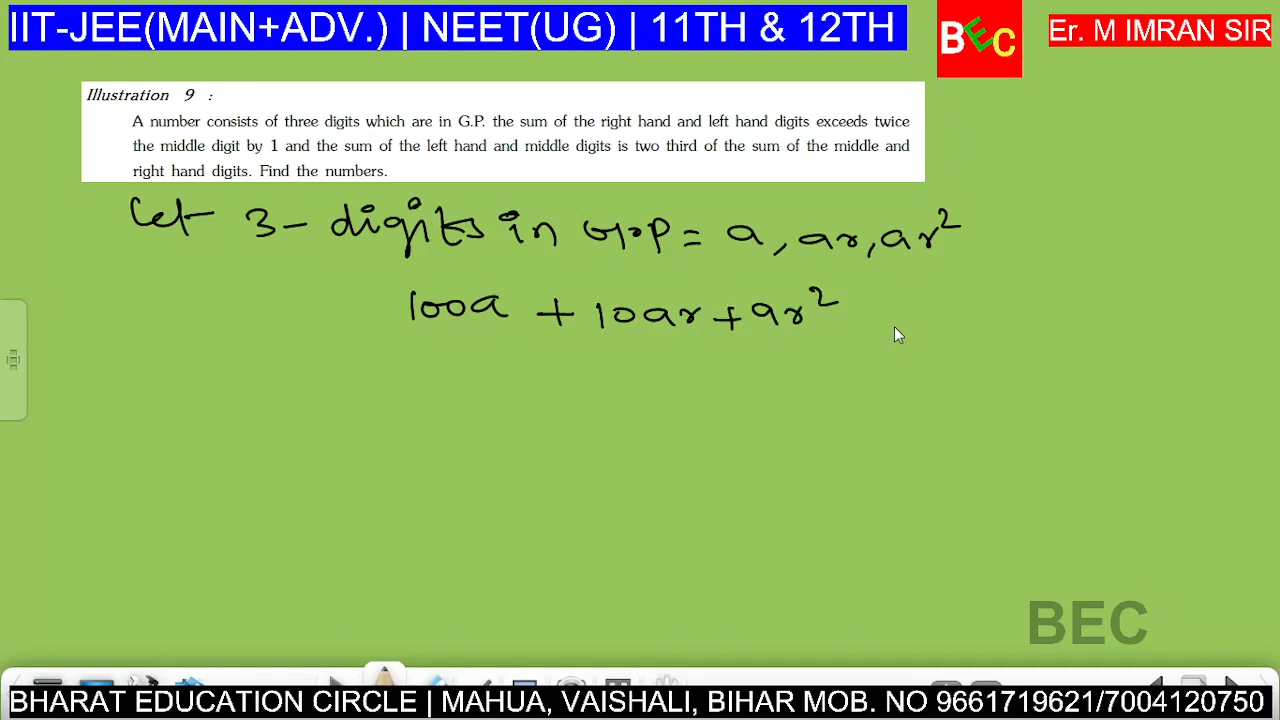 IIT-JEE(MAIN+ADV.) | NEET(UG) | 11TH & 12TH
BEC
Er. M IMRAN SIR
Illustration 9 :
A number consists of three digits which are in G.P. the sum of the right hand and left hand digits exceeds twice
the middle digit by 1 and the sum of the left hand and middle digits is two third of the sum of the middle and
right hand digits. Find the numbers.
Let 3-digits in G.P = a, ar, ar²
100a + 10ar + ar²
BEC
BHARAT EDUCATION CIRCLE | MAHUA, VAISHALI, BIHAR MOB. NO 9661719621/7004120750